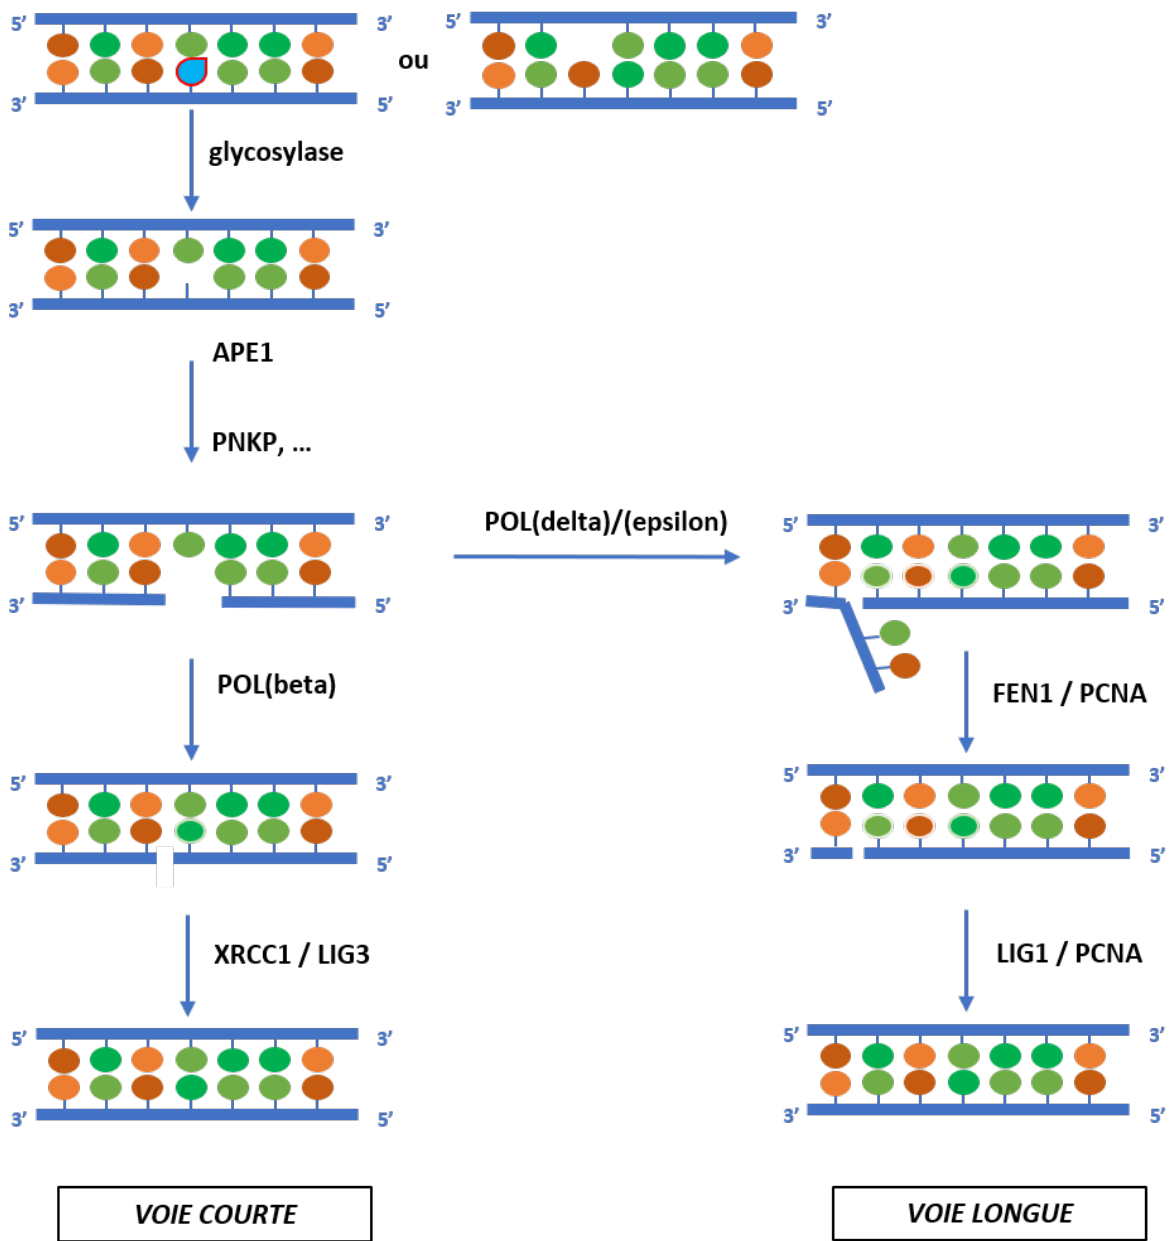 5’ 3’ 5’ 3’
ou
3’ 5’ 3’ 5’
glycosylase
5’ 3’
3’ 5’
APE1
PNKP, ...
5’ 3’
3’ 5’
POL(delta)/(epsilon)
5’ 3’
3’
POL(beta)
FEN1 / PCNA
5’ 3’
3’ 5’
5’ 3’
3’ 5’
XRCC1 / LIG3
LIG1 / PCNA
5’ 3’
3’ 5’
5’ 3’
3’ 5’
VOIE COURTE
VOIE LONGUE